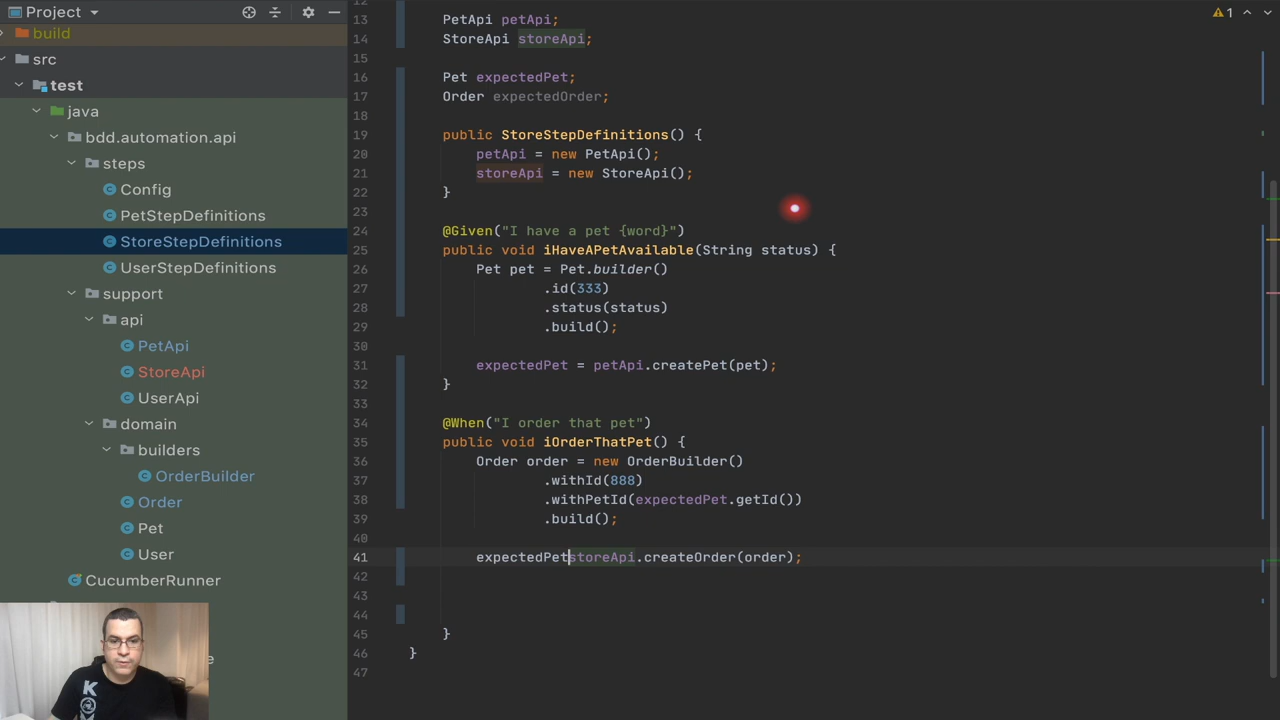 Project
build
src
test
java
bdd.automation.api
steps
Config
PetStepDefinitions
StoreStepDefinitions
UserStepDefinitions
support
api
PetApi
StoreApi
UserApi
domain
builders
OrderBuilder
Order
Pet
User
CucumberRunner
1
13 PetApi petApi;
14 StoreApi storeApi;
15
16 Pet expectedPet;
17 Order expectedOrder;
18
19 public StoreStepDefinitions() {
20 petApi = new PetApi();
21 storeApi = new StoreApi();
22 }
23
24 @Given("I have a pet {word}")
25 public void iHaveAPetAvailable(String status) {
26 Pet pet = Pet.builder()
27 .id(333)
28 .status(status)
29 .build();
30
31 expectedPet = petApi.createPet(pet);
32 }
33
34 @When("I order that pet")
35 public void iOrderThatPet() {
36 Order order = new OrderBuilder()
37 .withId(888)
38 .withPetId(expectedPet.getId())
39 .build();
40
41 expectedPetstoreApi.createOrder(order);
42
43
44
45 }
46 }
47